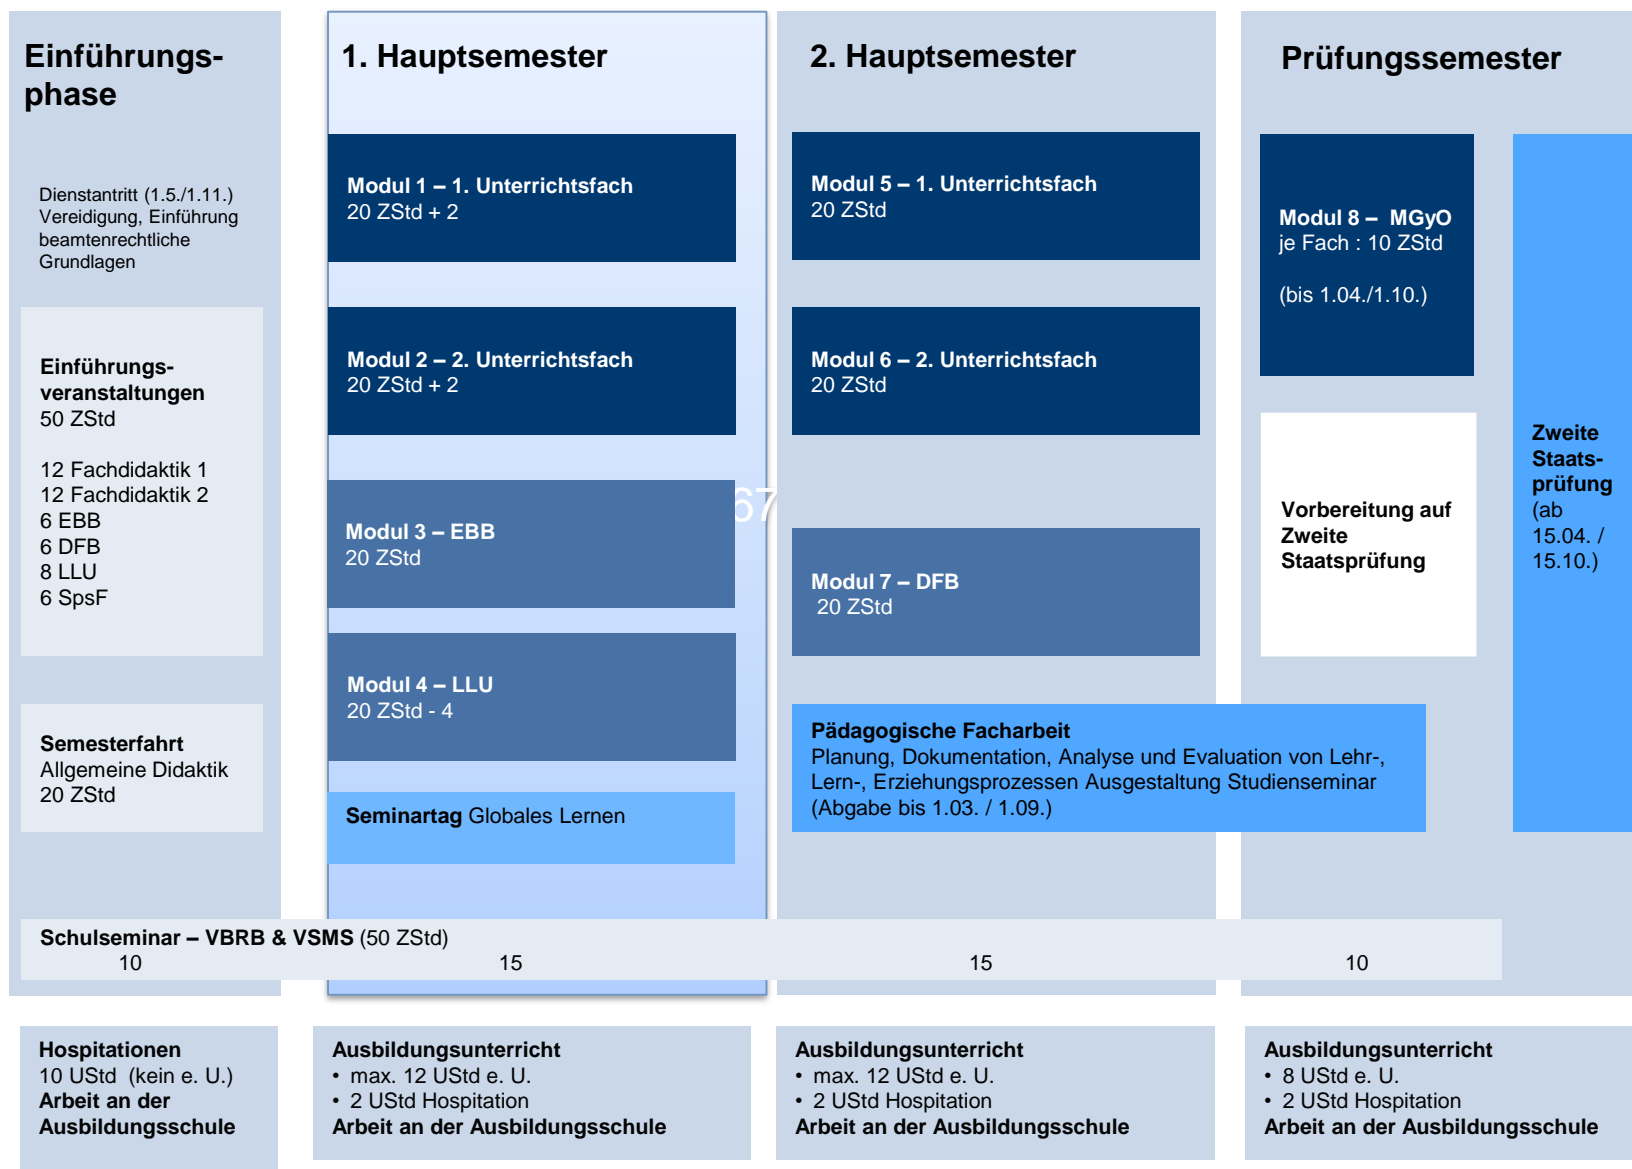 Einführungs-
phase
Dienstantritt (1.5./1.11.)
Vereidigung, Einführung
beamtenrechtliche
Grundlagen
Einführungs-
veranstaltungen
50 ZStd
12 Fachdidaktik 1
12 Fachdidaktik 2
6 EBB
6 DFB
8 LLU
6 SpsF
Semesterfahrt
Allgemeine Didaktik
20 ZStd
1. Hauptsemester
Modul 1 – 1. Unterrichtsfach
20 ZStd + 2
Modul 2 – 2. Unterrichtsfach
20 ZStd + 2
67
Modul 3 – EBB
20 ZStd
Modul 4 – LLU
20 ZStd - 4
Seminartag Globales Lernen
2. Hauptsemester
Modul 5 – 1. Unterrichtsfach
20 ZStd
Modul 6 – 2. Unterrichtsfach
20 ZStd
Modul 7 – DFB
20 ZStd
Pädagogische Facharbeit
Planung, Dokumentation, Analyse und Evaluation von Lehr-,
Lern-, Erziehungsprozessen Ausgestaltung Studienseminar
(Abgabe bis 1.03. / 1.09.)
Prüfungssemester
Modul 8 – MGyO
je Fach : 10 ZStd
(bis 1.04./1.10.)
Vorbereitung auf
Zweite
Staatsprüfung
Zweite
Staats-
prüfung
(ab
15.04. /
15.10.)
Schulseminar – VBRB & VSMS (50 ZStd)
10 15 15 10
Hospitationen
10 UStd (kein e. U.)
Arbeit an der
Ausbildungsschule
Ausbildungsunterricht
• max. 12 UStd e. U.
• 2 UStd Hospitation
Arbeit an der Ausbildungsschule
Ausbildungsunterricht
• max. 12 UStd e. U.
• 2 UStd Hospitation
Arbeit an der Ausbildungsschule
Ausbildungsunterricht
• 8 UStd e. U.
• 2 UStd Hospitation
Arbeit an der Ausbildungsschule